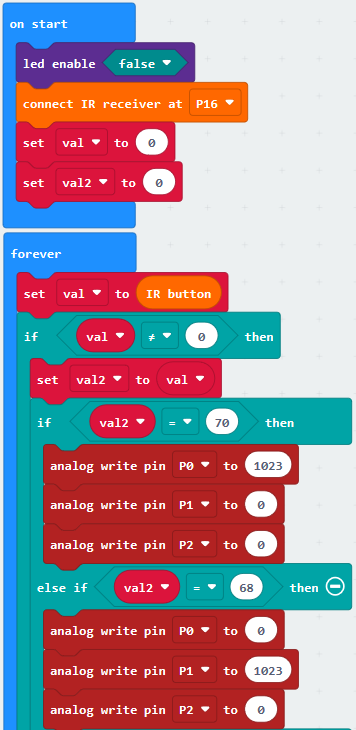 on start
led enable false
connect IR receiver at P16
set val to 0
set val2 to 0
forever
set val to IR button
if val ≠ 0 then
set val2 to val
if val2 = 70 then
analog write pin P0 to 1023
analog write pin P1 to 0
analog write pin P2 to 0
else if val2 = 68 then
analog write pin P0 to 0
analog write pin P1 to 1023
analog write pin P2 to 0